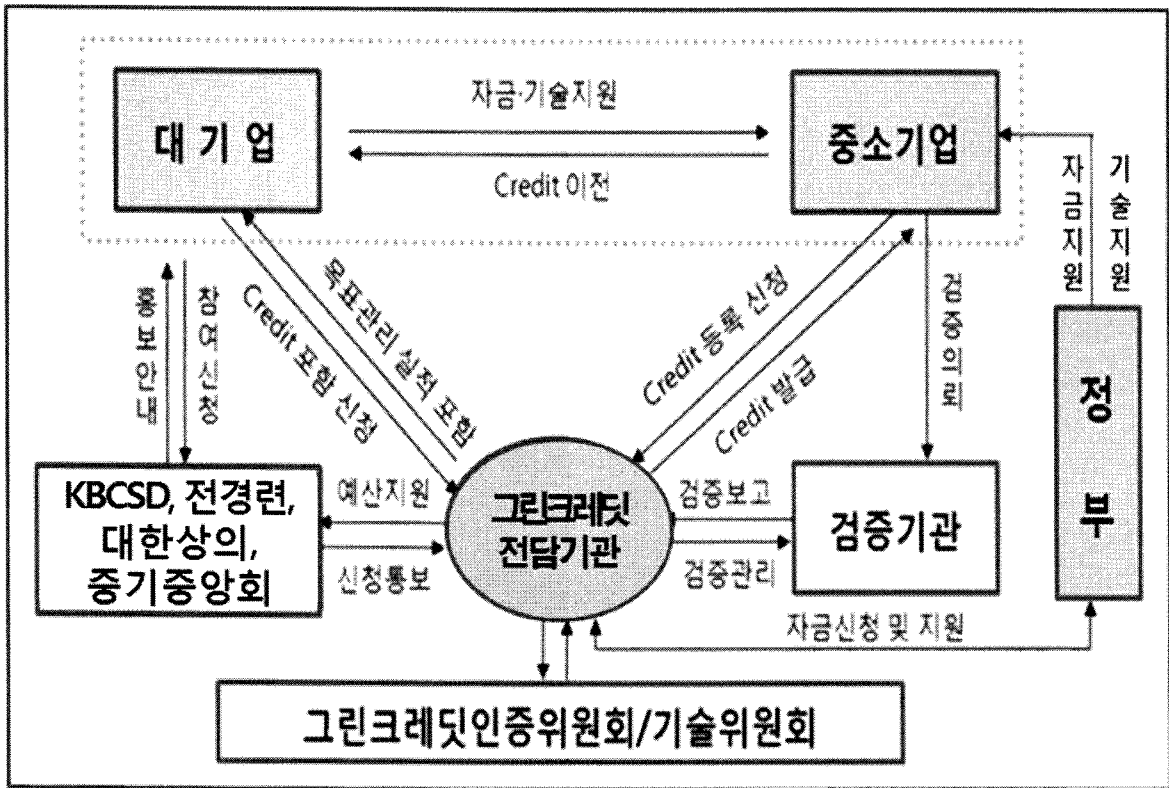 자금·기술지원
대 기 업
중소기업
Credit 이전
자금지원
기술지원
홍보안내
참여신청
Credit 포함 신청
목표관리 실적 포함
Credit 등록 신청
Credit 발급
검증의뢰
정
부
KBCSD, 전경련,
대한상의,
중기중앙회
예산지원
신청통보
그린크레딧
전담기관
검증보고
검증관리
검증기관
자금신청 및 지원
그린크레딧인증위원회/기술위원회